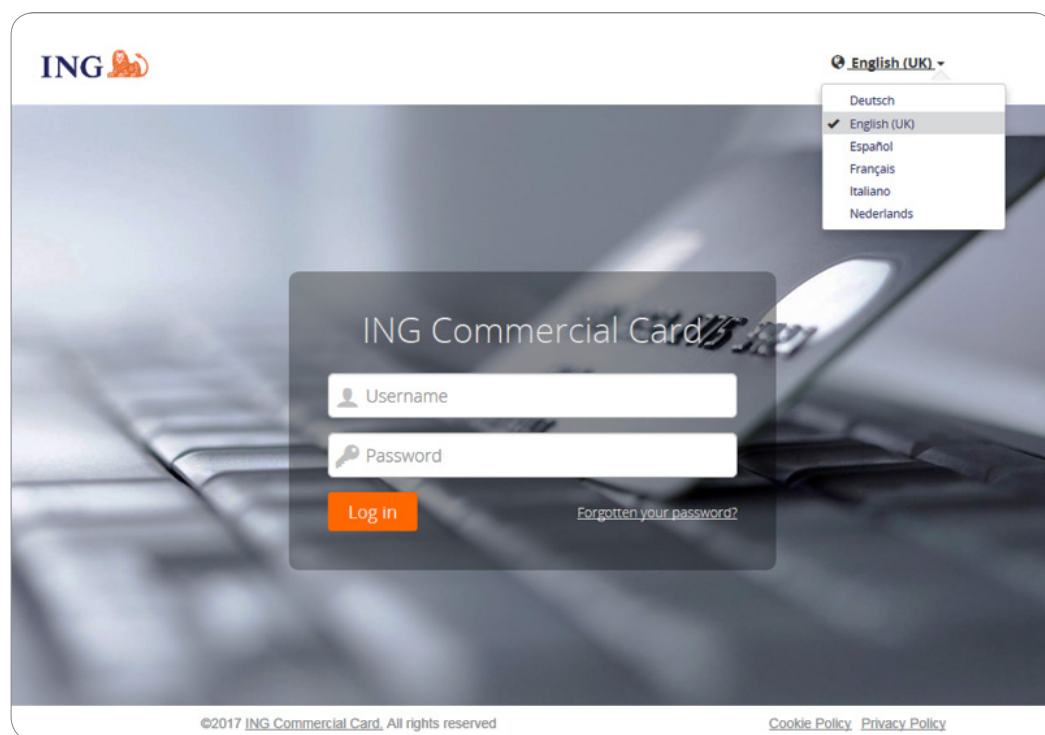 ING
English (UK)
Deutsch
English (UK)
Español
Français
Italiano
Nederlands
ING Commercial Card
Username
Password
Log in
Forgotten your password?
©2017 ING Commercial Card. All rights reserved
Cookie Policy Privacy Policy